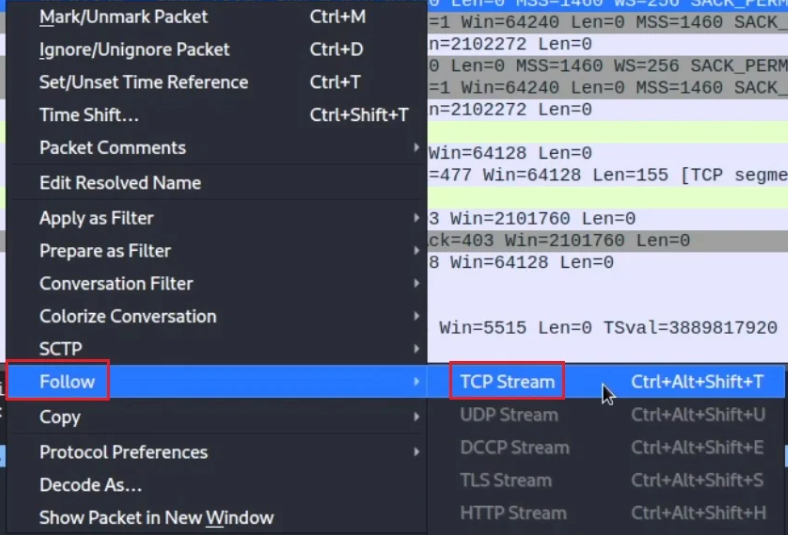 0 Len=0 MSS=1460 WS=256 SACK_PERM
Mark/Unmark Packet Ctrl+M
=1 Win=64240 Len=0 MSS=1460 SACK_
Ignore/Unignore Packet Ctrl+D
n=2102272 Len=0
0 Len=0 MSS=1460 WS=256 SACK_PERM
Set/Unset Time Reference Ctrl+T
=1 Win=64240 Len=0 MSS=1460 SACK_
Time Shift... Ctrl+Shift+T
n=2102272 Len=0
Packet Comments
Win=64128 Len=0
=477 Win=64128 Len=155 [TCP segme
Edit Resolved Name
Apply as Filter
3 Win=2101760 Len=0
ck=403 Win=2101760 Len=0
Prepare as Filter
8 Win=64128 Len=0
Conversation Filter
Colorize Conversation
Win=5515 Len=0 TSval=3889817920
SCTP
Follow
TCP Stream Ctrl+Alt+Shift+T
Copy
UDP Stream Ctrl+Alt+Shift+U
DCCP Stream Ctrl+Alt+Shift+E
Protocol Preferences
TLS Stream Ctrl+Alt+Shift+S
Decode As...
HTTP Stream Ctrl+Alt+Shift+H
Show Packet in New Window